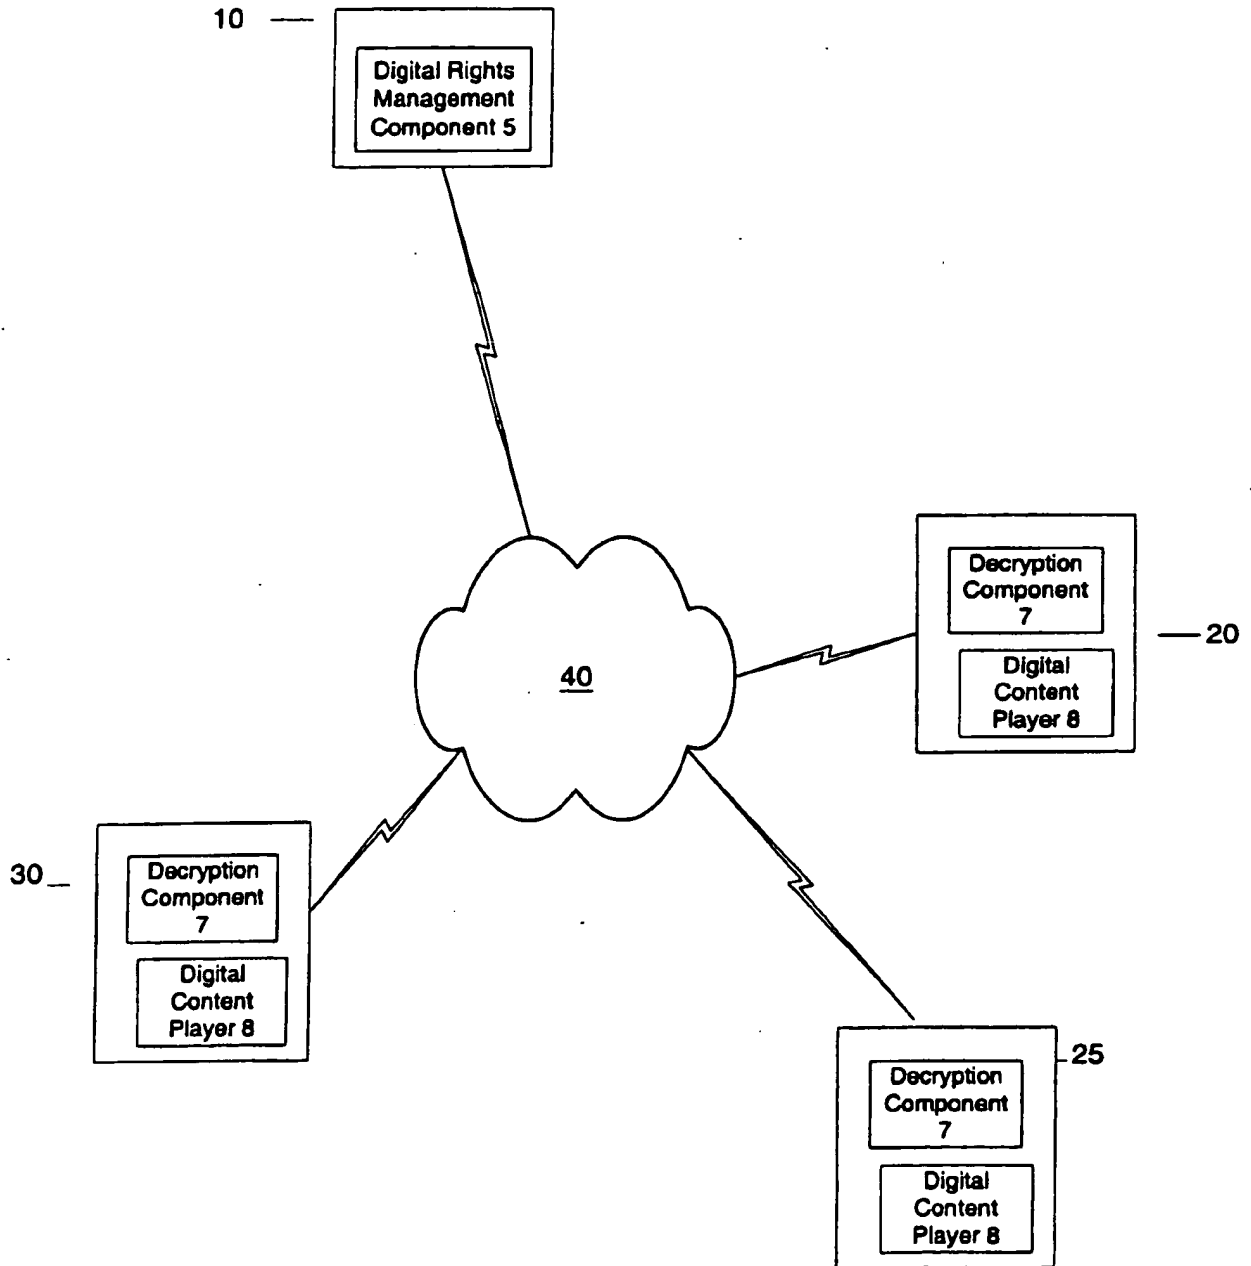 10
Digital Rights
Management
Component 5
40
Decryption
Component
7
Digital
Content
Player 8
20
30
Decryption
Component
7
Digital
Content
Player 8
25
Decryption
Component
7
Digital
Content
Player 8